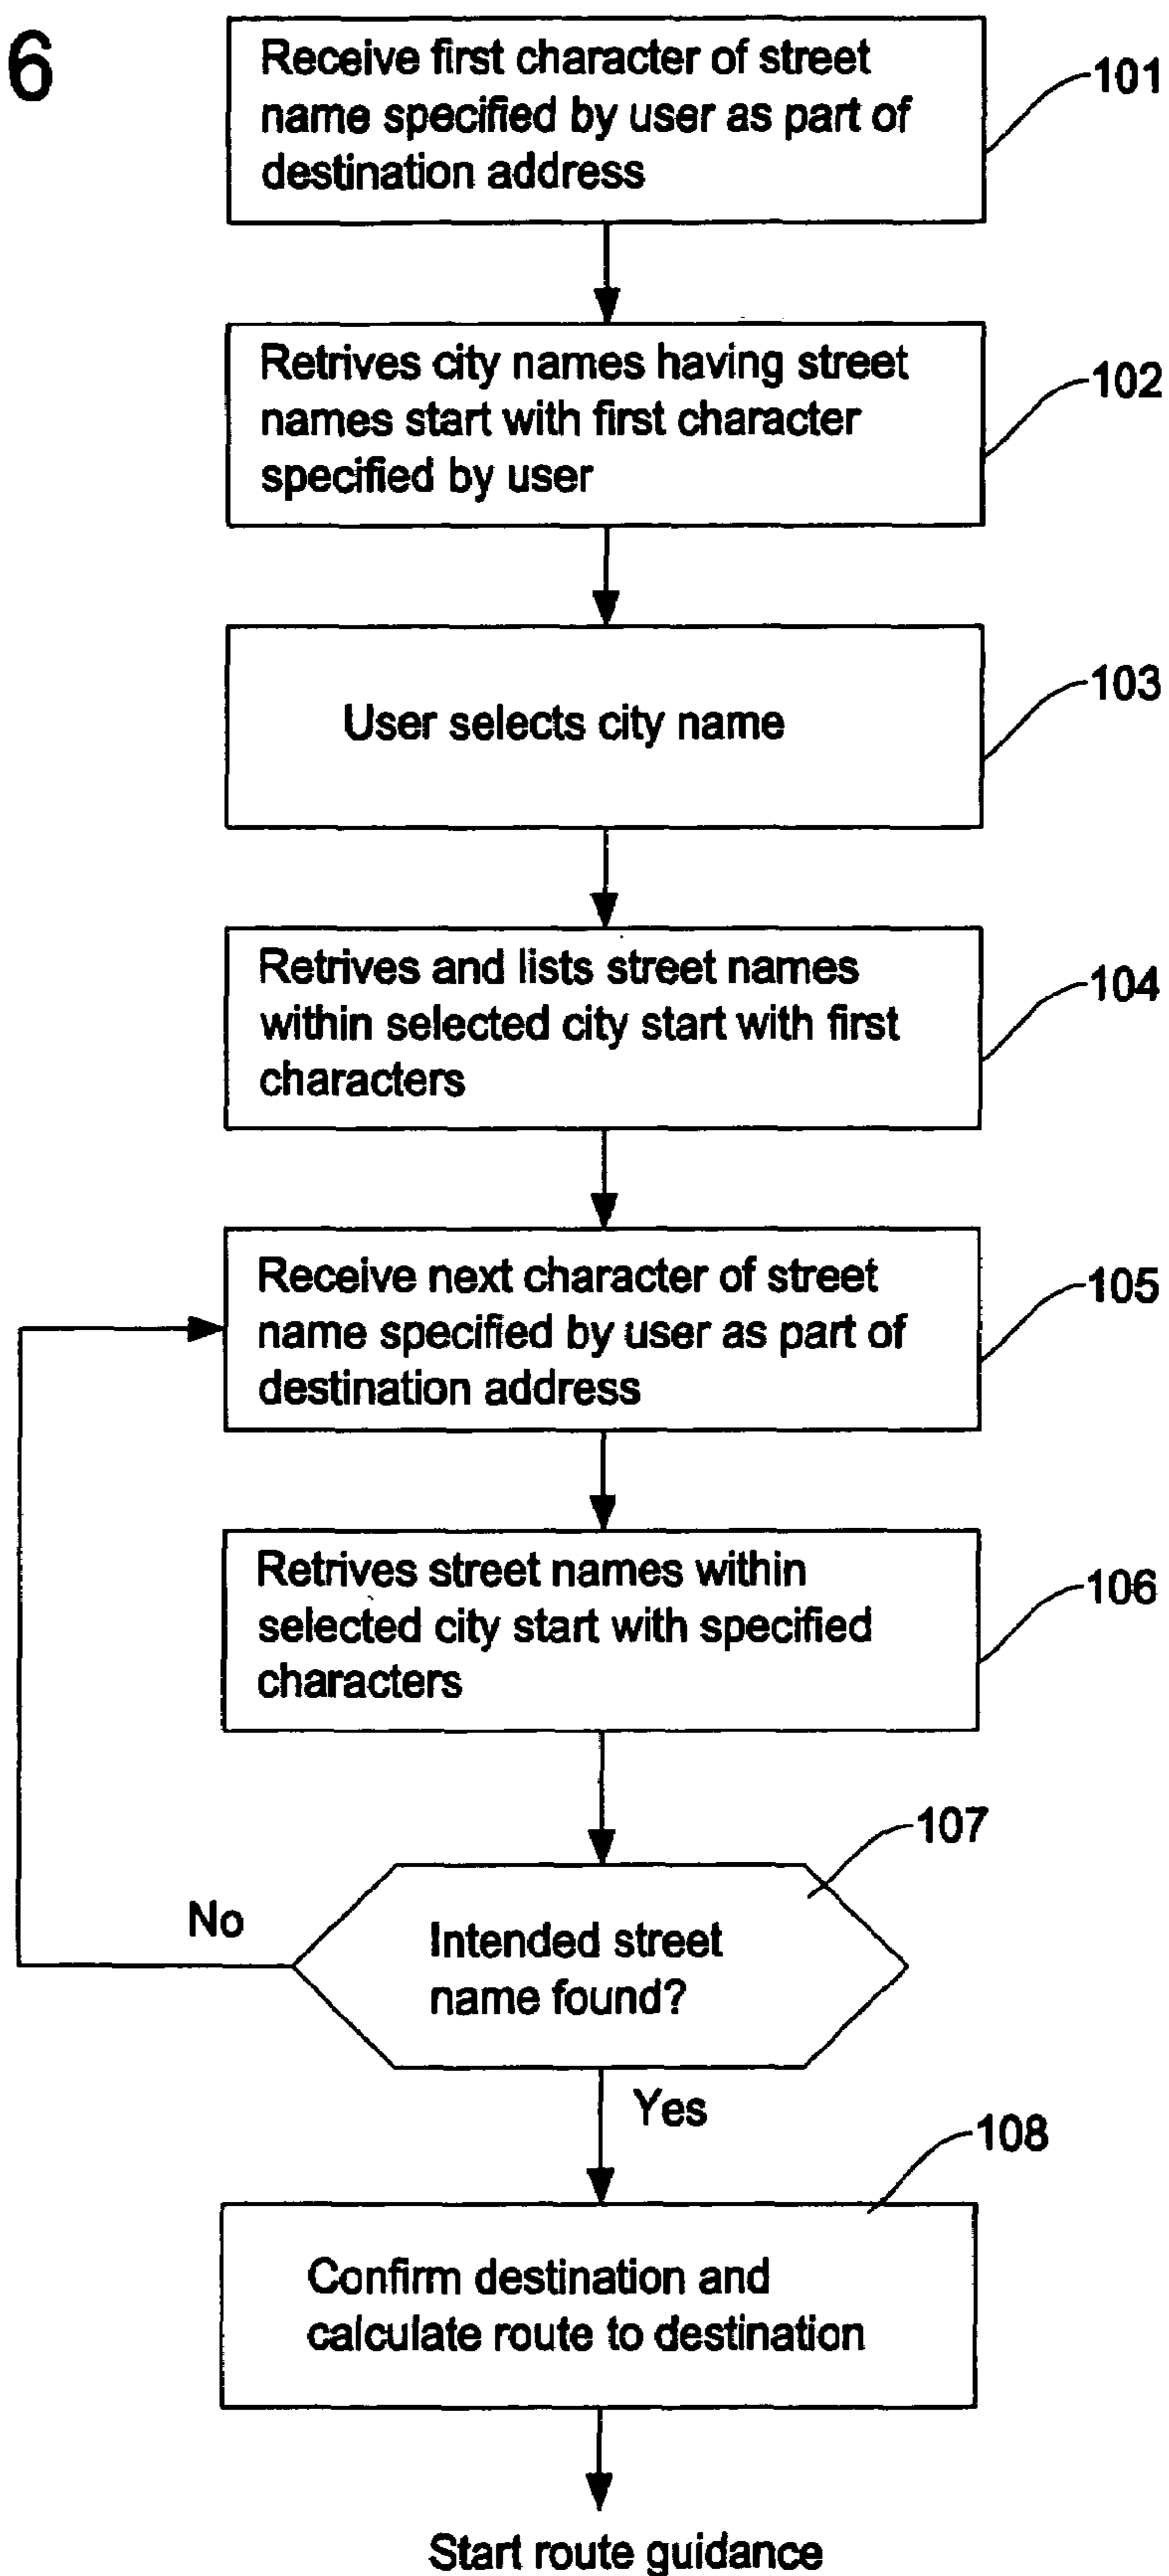 6
Receive first character of street
name specified by user as part of
destination address
101
Retrives city names having street
names start with first character
specified by user
102
User selects city name
103
Retrives and lists street names
within selected city start with first
characters
104
Receive next character of street
name specified by user as part of
destination address
105
Retrives street names within
selected city start with specified
characters
106
107
No
Intended street
name found?
Yes
108
Confirm destination and
calculate route to destination
Start route guidance